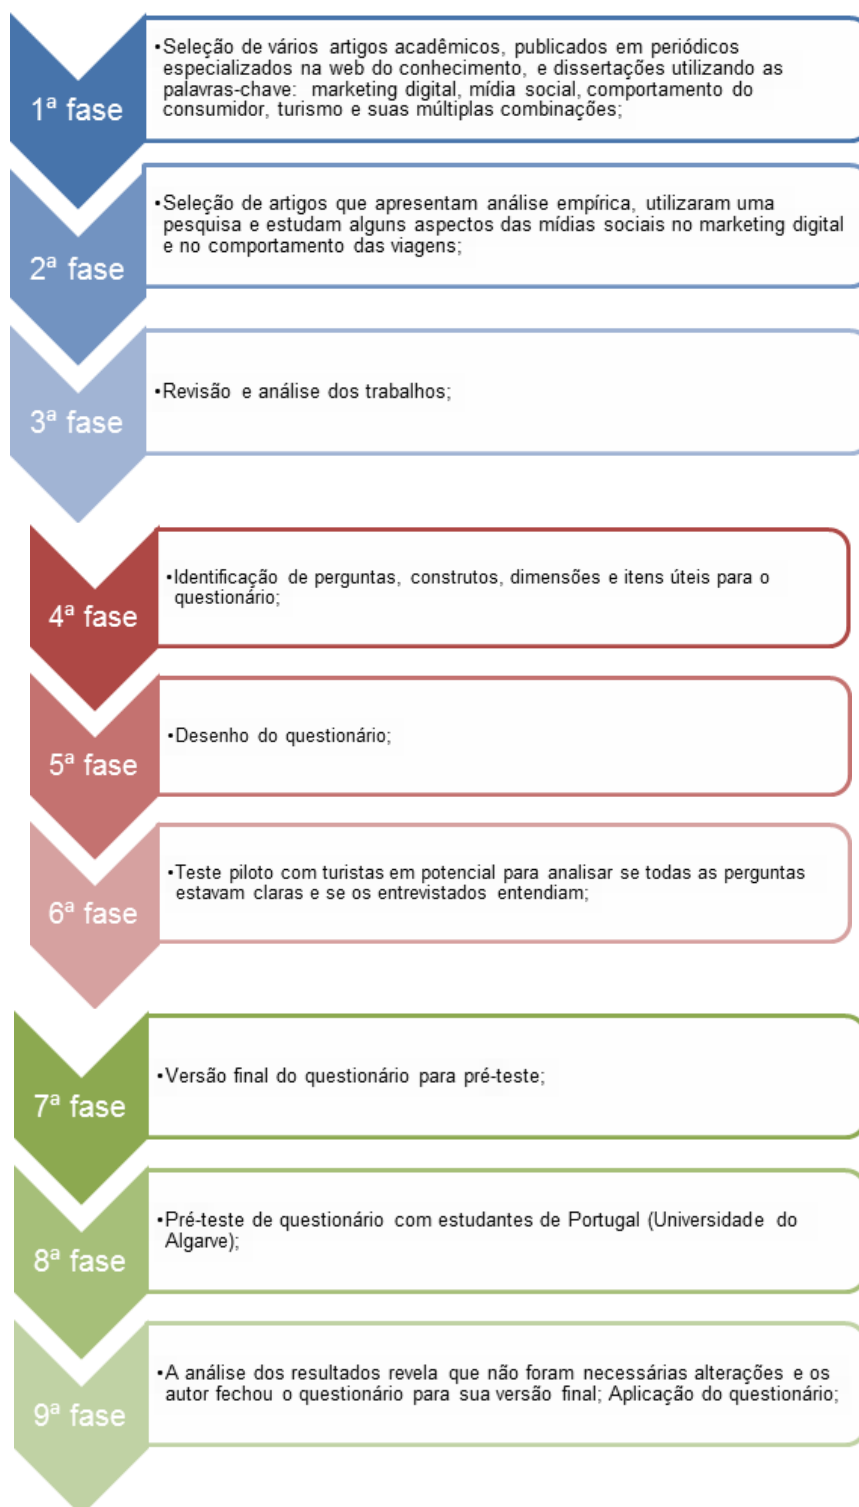 1ª fase
•Seleção de vários artigos acadêmicos, publicados em periódicos
especializados na web do conhecimento, e dissertações utilizando as
palavras-chave: marketing digital, mídia social, comportamento do
consumidor, turismo e suas múltiplas combinações;
2ª fase
•Seleção de artigos que apresentam análise empírica, utilizaram uma
pesquisa e estudam alguns aspectos das mídias sociais no marketing digital
e no comportamento das viagens;
3ª fase
•Revisão e análise dos trabalhos;
4ª fase
•Identificação de perguntas, construtos, dimensões e itens úteis para o
questionário;
5ª fase
•Desenho do questionário;
6ª fase
•Teste piloto com turistas em potencial para analisar se todas as perguntas
estavam claras e se os entrevistados entendiam;
7ª fase
•Versão final do questionário para pré-teste;
8ª fase
•Pré-teste de questionário com estudantes de Portugal (Universidade do
Algarve);
9ª fase
•A análise dos resultados revela que não foram necessárias alterações e os
autor fechou o questionário para sua versão final; Aplicação do questionário;